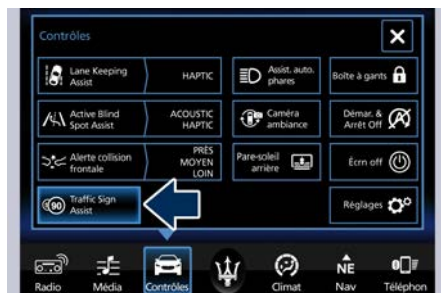 Contrôles
Lane Keeping
Assist
HAPTIC
Assist. auto.
phares
Boîte à gants
Active Blind
Spot Assist
ACOUSTIC
HAPTIC
Caméra
ambiance
Démar. &
Arrêt Off
Alerte collision
frontale
PRÈS
MOYEN
LOIN
Pare-soleil
arrière
Écrn off
90
Traffic Sign
Assist
Réglages
Radio
Média
Contrôles
Climat
NE
Nav
Téléphon